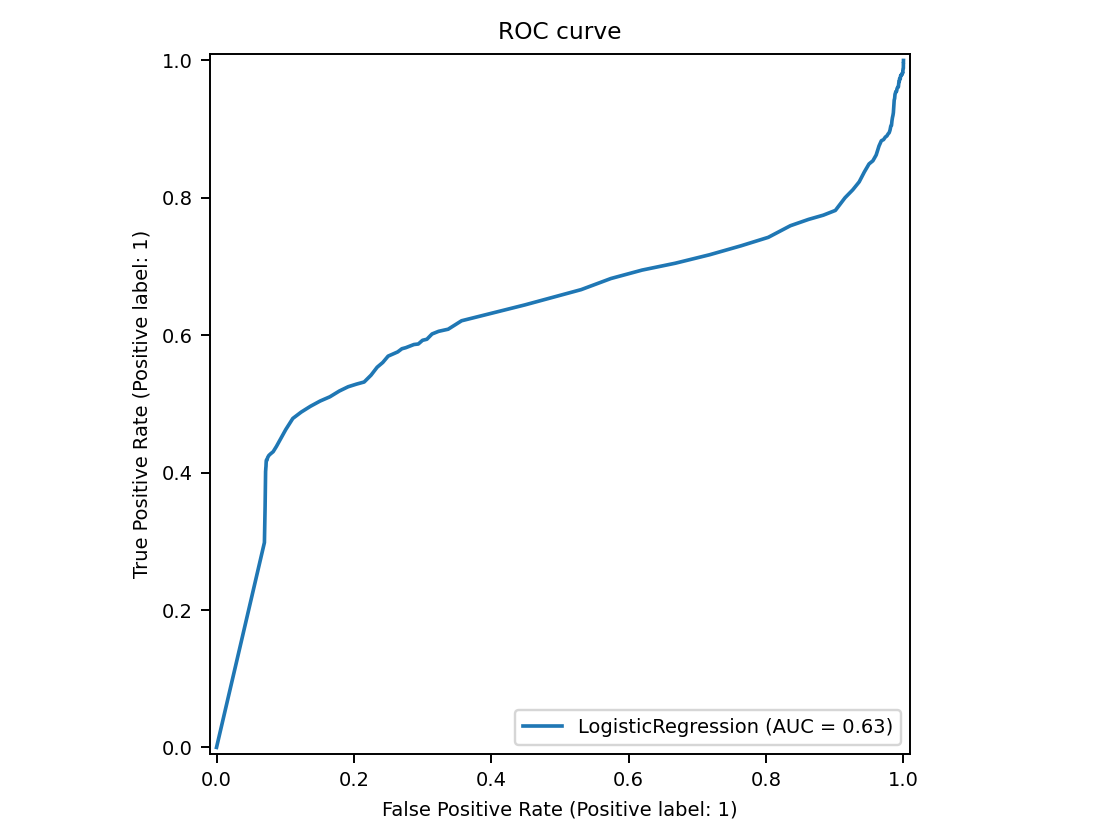 ROC curve
True Positive Rate (Positive label: 1)
1.0
0.8
0.6
0.4
0.2
0.0
0.0 0.2 0.4 0.6 0.8 1.0
False Positive Rate (Positive label: 1)
LogisticRegression (AUC = 0.63)